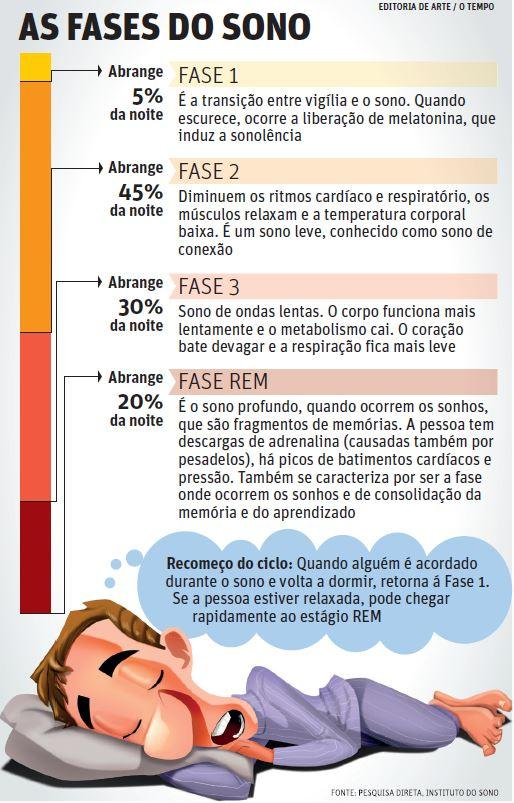 EDITORIA DE ARTE / O TEMPO
AS FASES DO SONO
Abrange
5%
da noite
FASE 1
É a transição entre vigília e o sono. Quando
escurece, ocorre a liberação de melatonina, que
induz a sonolência
Abrange
45%
da noite
FASE 2
Diminuem os ritmos cardíaco e respiratório, os
músculos relaxam e a temperatura corporal
baixa. É um sono leve, conhecido como sono de
conexão
Abrange
30%
da noite
FASE 3
Sono de ondas lentas. O corpo funciona mais
lentamente e o metabolismo cai. O coração
bate devagar e a respiração fica mais leve
Abrange
20%
da noite
FASE REM
É o sono profundo, quando ocorrem os sonhos,
que são fragmentos de memórias. A pessoa tem
descargas de adrenalina (causadas também por
pesadelos), há picos de batimentos cardíacos e
pressão. Também se caracteriza por ser a fase
onde ocorrem os sonhos e de consolidação da
memória e do aprendizado
Recomeço do ciclo: Quando alguém é acordado
durante o sono e volta a dormir, retorna á Fase 1.
Se a pessoa estiver relaxada, pode chegar
rapidamente ao estágio REM
FONTE: PESQUISA DIRETA, INSTITUTO DO SONO